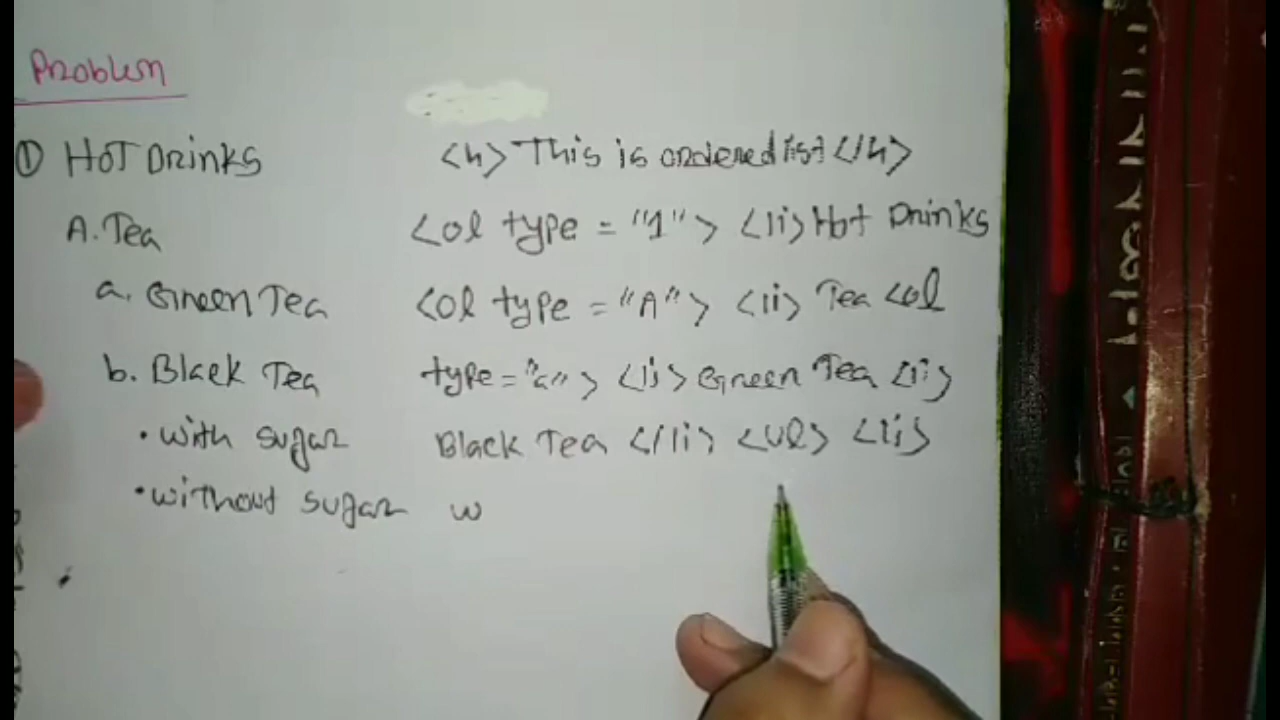 Problem
① HOT Drinks
<h> This is ordered list </h>
A. Tea
<ol type = "1"> <li> Hot Drinks
a. Green Tea
<ol type = "A"> <li> Tea <ol
b. Black Tea
type = "a" > <li> Green Tea <li>
• with sugar
Black Tea </li> <ul> <li>
• without sugar
w